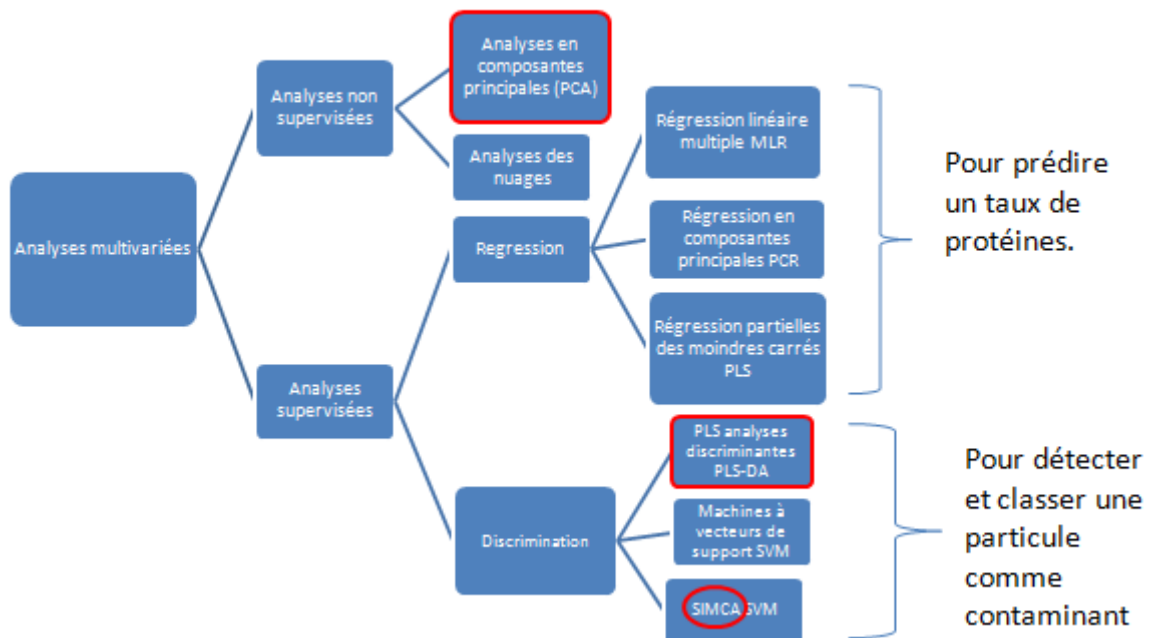 Analyses multivariées
Analyses non
supervisées
Analyses en
composantes
principales (PCA)
Analyses des
nuages
Analyses
supervisées
Regression
Régression linéaire
multiple MLR
Régression en
composantes
principales PCR
Régression partielles
des moindres carrés
PLS
Pour prédire
un taux de
protéines.
Discrimination
PLS analyses
discriminantes
PLS-DA
Machines à
vecteurs de
support SVM
SIMCA SVM
Pour détecter
et classer une
particule
comme
contaminant